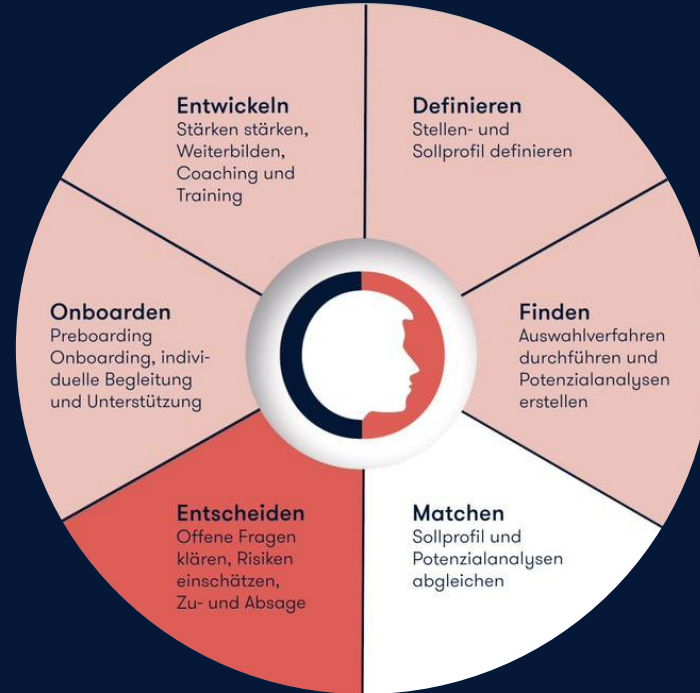 Definieren
Stellen- und
Sollprofil definieren
Finden
Auswahlverfahren
durchführen und
Potenzialanalysen
erstellen
Matchen
Sollprofil und
Potenzialanalysen
abgleichen
Entscheiden
Offene Fragen
klären, Risiken
einschätzen,
Zu- und Absage
Onboarden
Preboarding
Onboarding, indivi-
duelle Begleitung
und Unterstützung
Entwickeln
Stärken stärken,
Weiterbilden,
Coaching und
Training